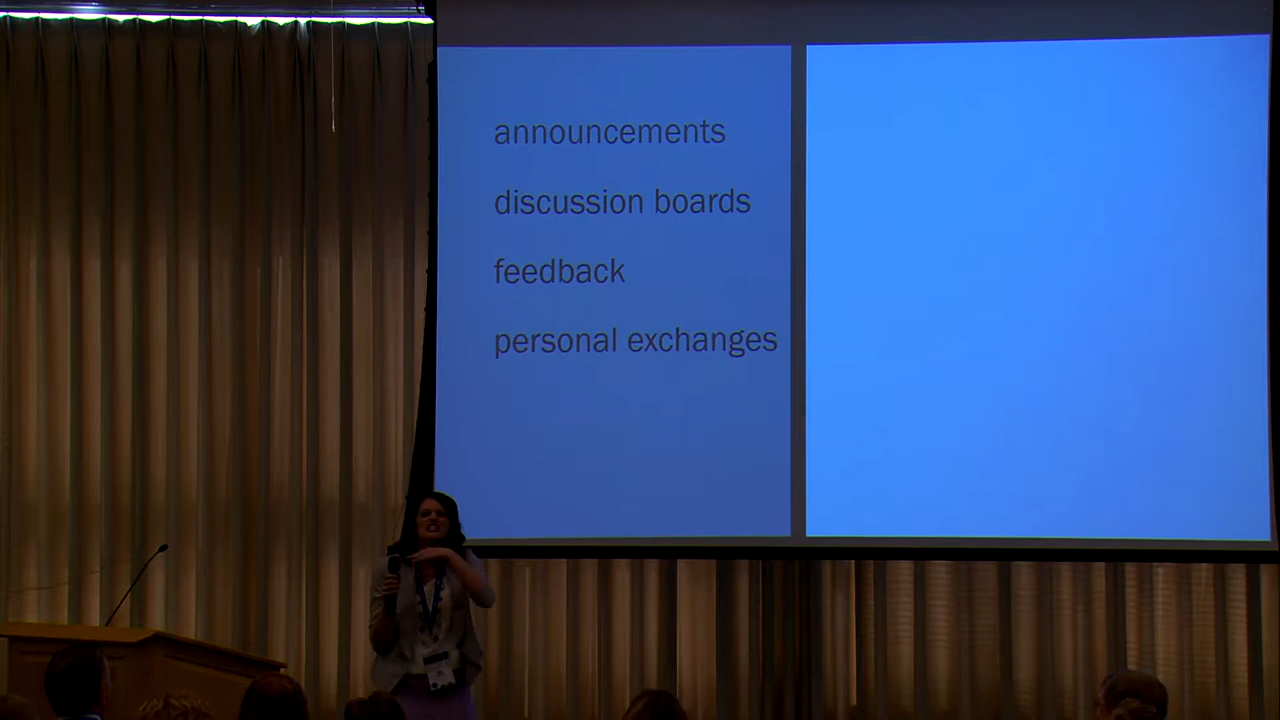 announcements
discussion boards
feedback
personal exchanges